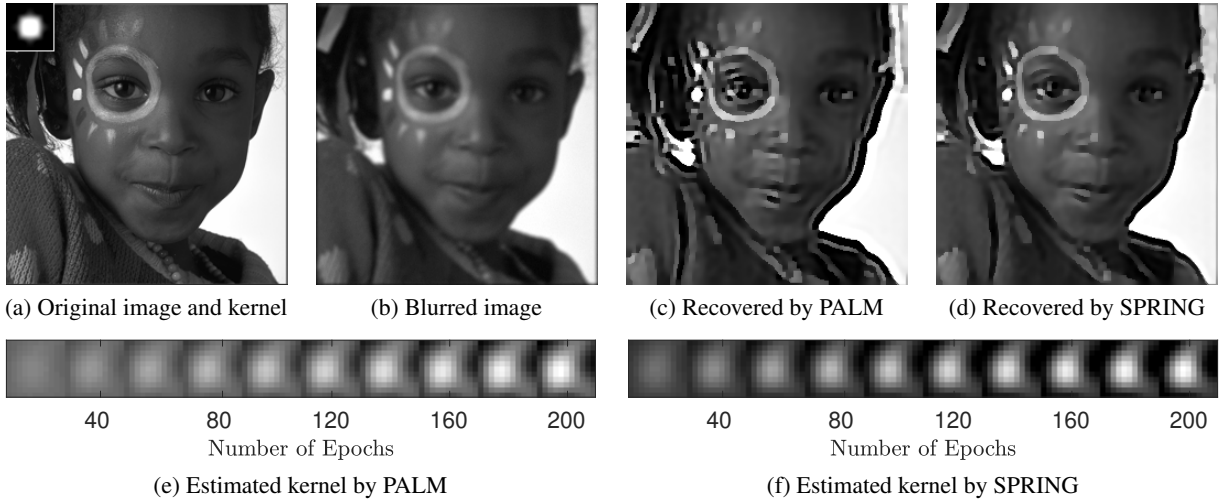 (a) Original image and kernel
(b) Blurred image
(c) Recovered by PALM
(d) Recovered by SPRING
40 80 120 160 200
Number of Epochs
(e) Estimated kernel by PALM
40 80 120 160 200
Number of Epochs
(f) Estimated kernel by SPRING